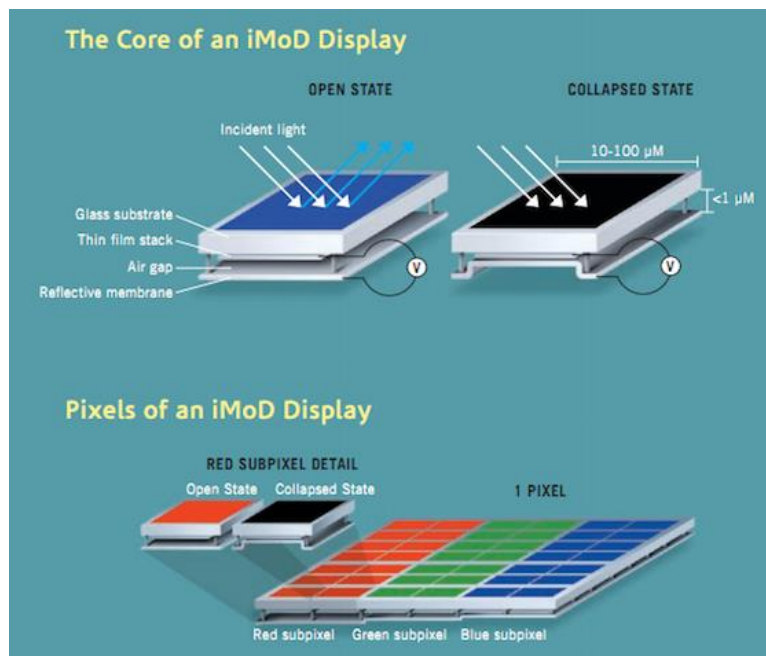 The Core of an iMoD Display
OPEN STATE
COLLAPSED STATE
Incident light
10-100 µM
<1 µM
Glass substrate
Thin film stack
Air gap
Reflective membrane
V
V
Pixels of an iMoD Display
RED SUBPIXEL DETAIL
Open State Collapsed State
1 PIXEL
Red subpixel Green subpixel Blue subpixel